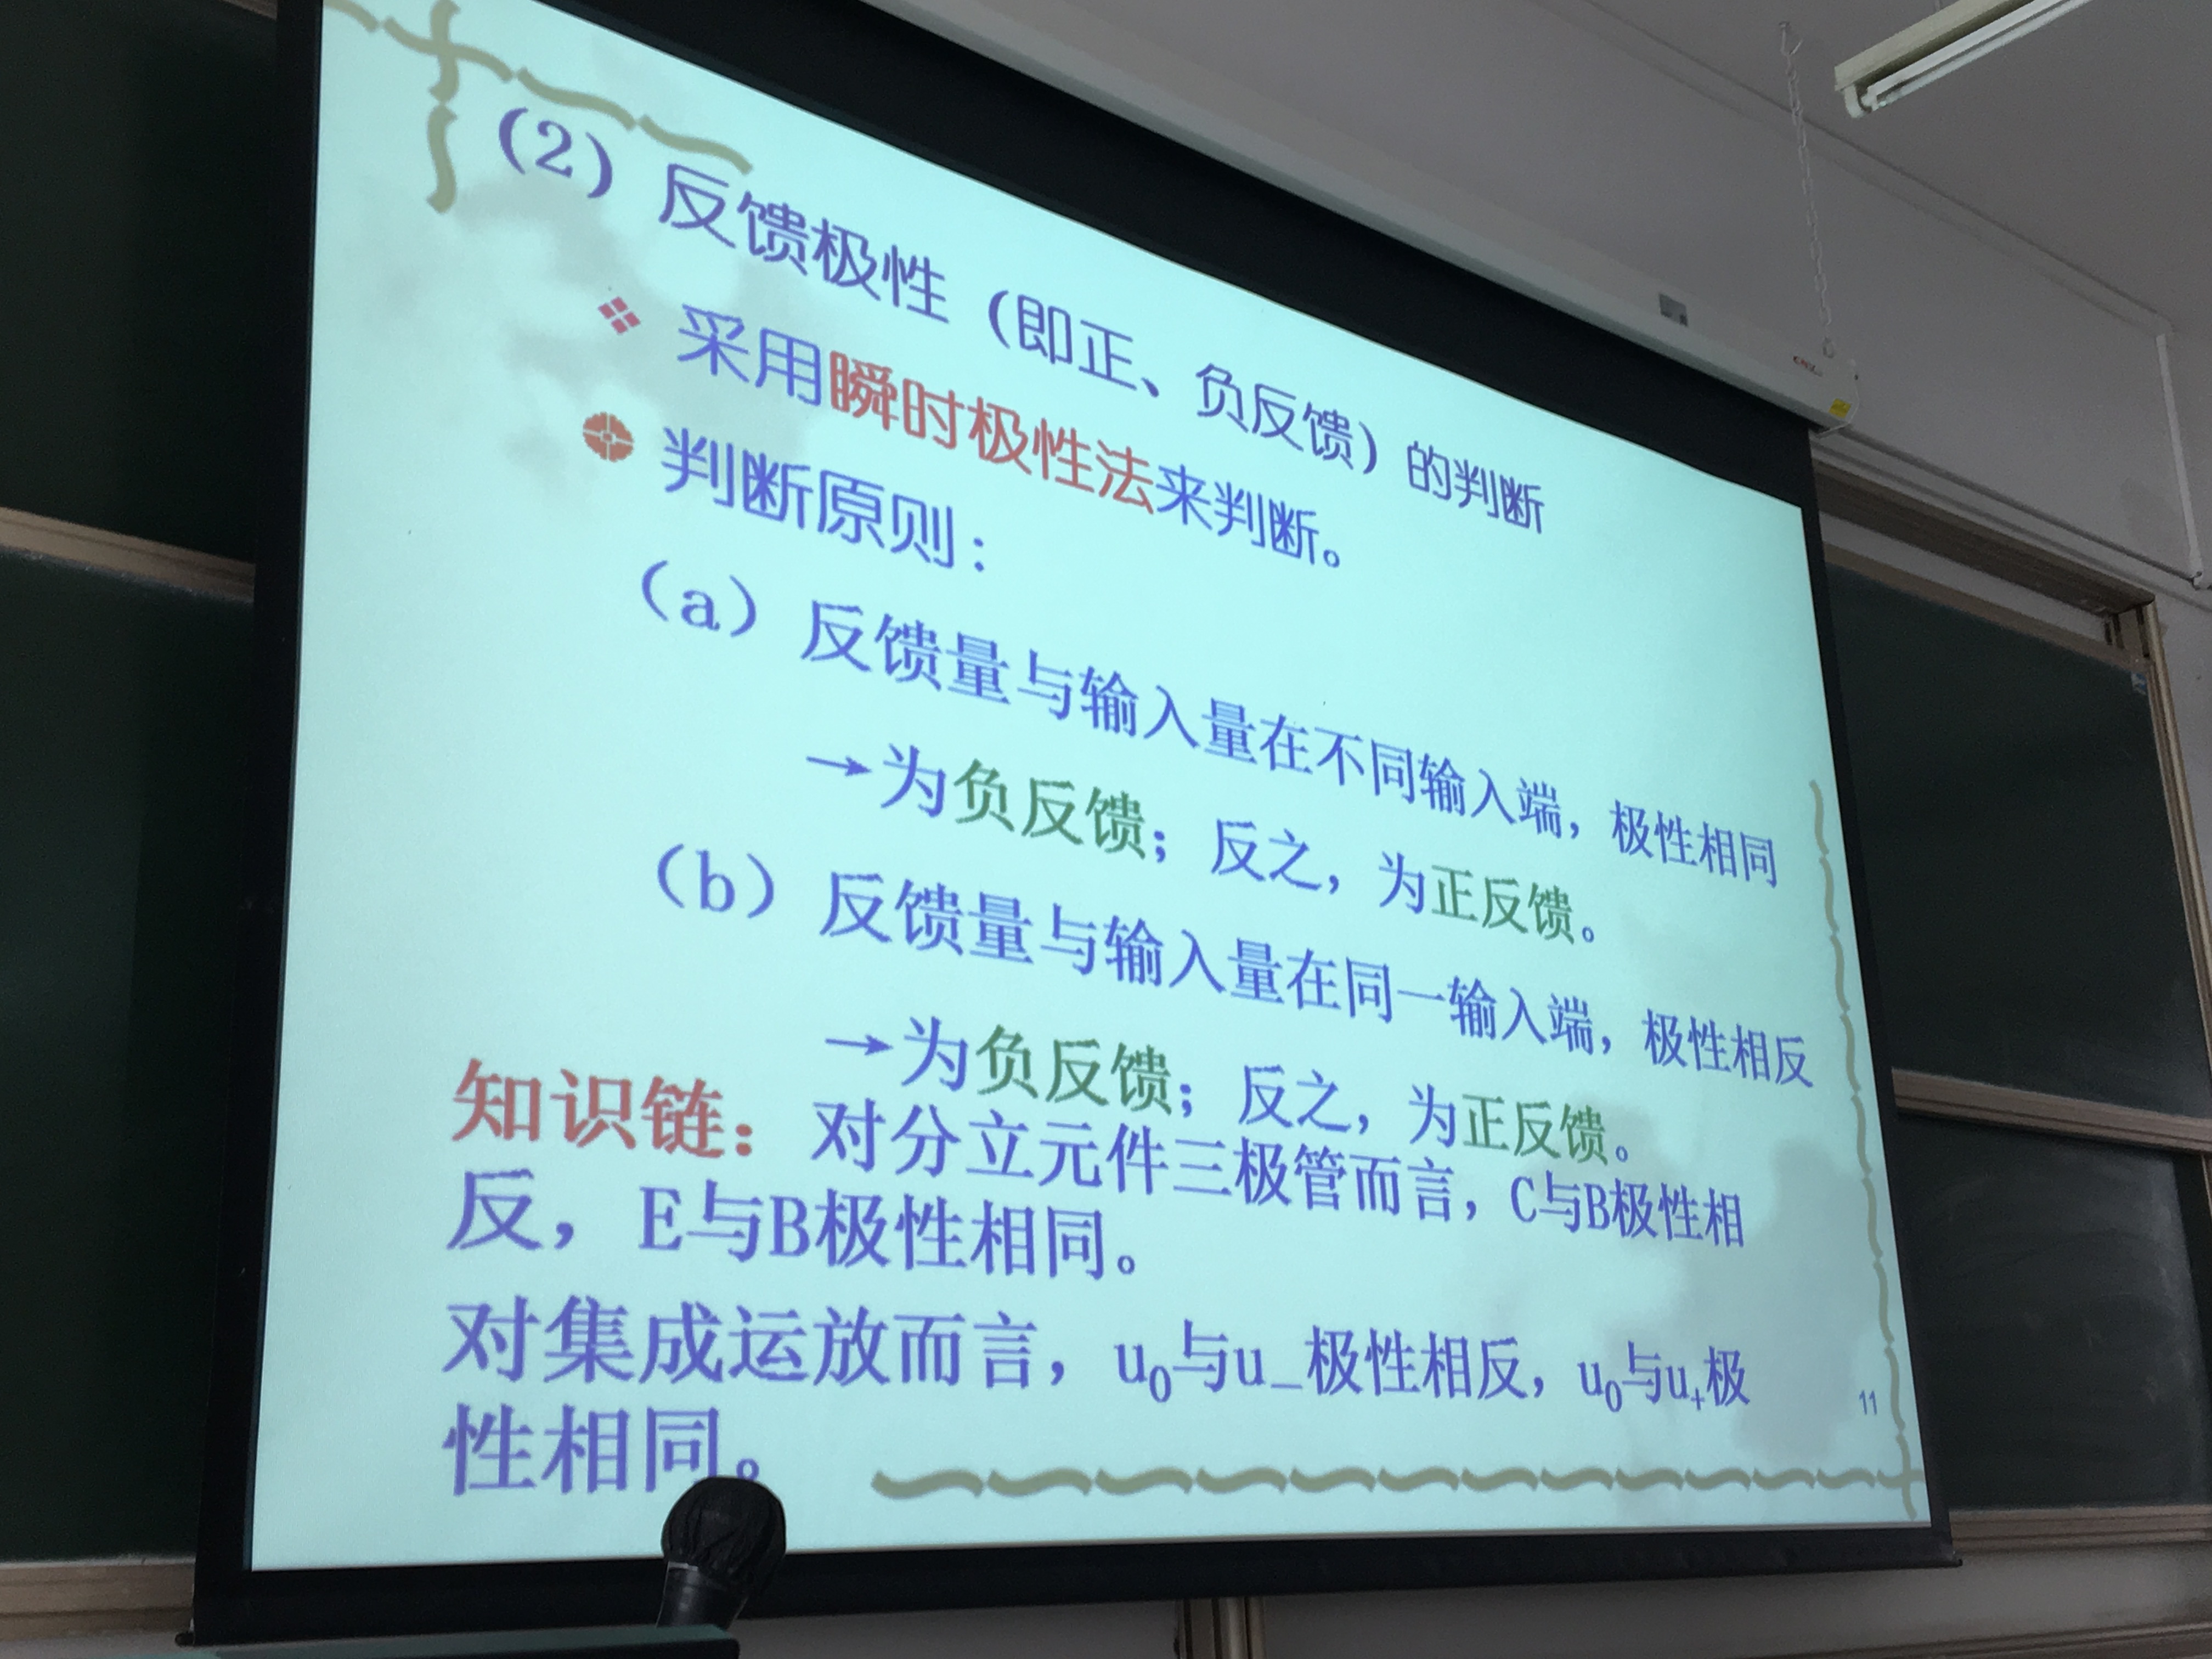 （2）反馈极性（即正、负反馈）的判断
采用瞬时极性法来判断。
判断原则：
（a）反馈量与输入量在不同输入端，极性相同
→为负反馈；反之，为正反馈。
（b）反馈量与输入量在同一输入端，极性相反
→为负反馈；反之，为正反馈。
知识链：对分立元件三极管而言，C与B极性相
反，E与B极性相同。
对集成运放而言，u₀与u₋极性相反，u₀与u₊极
性相同。
11